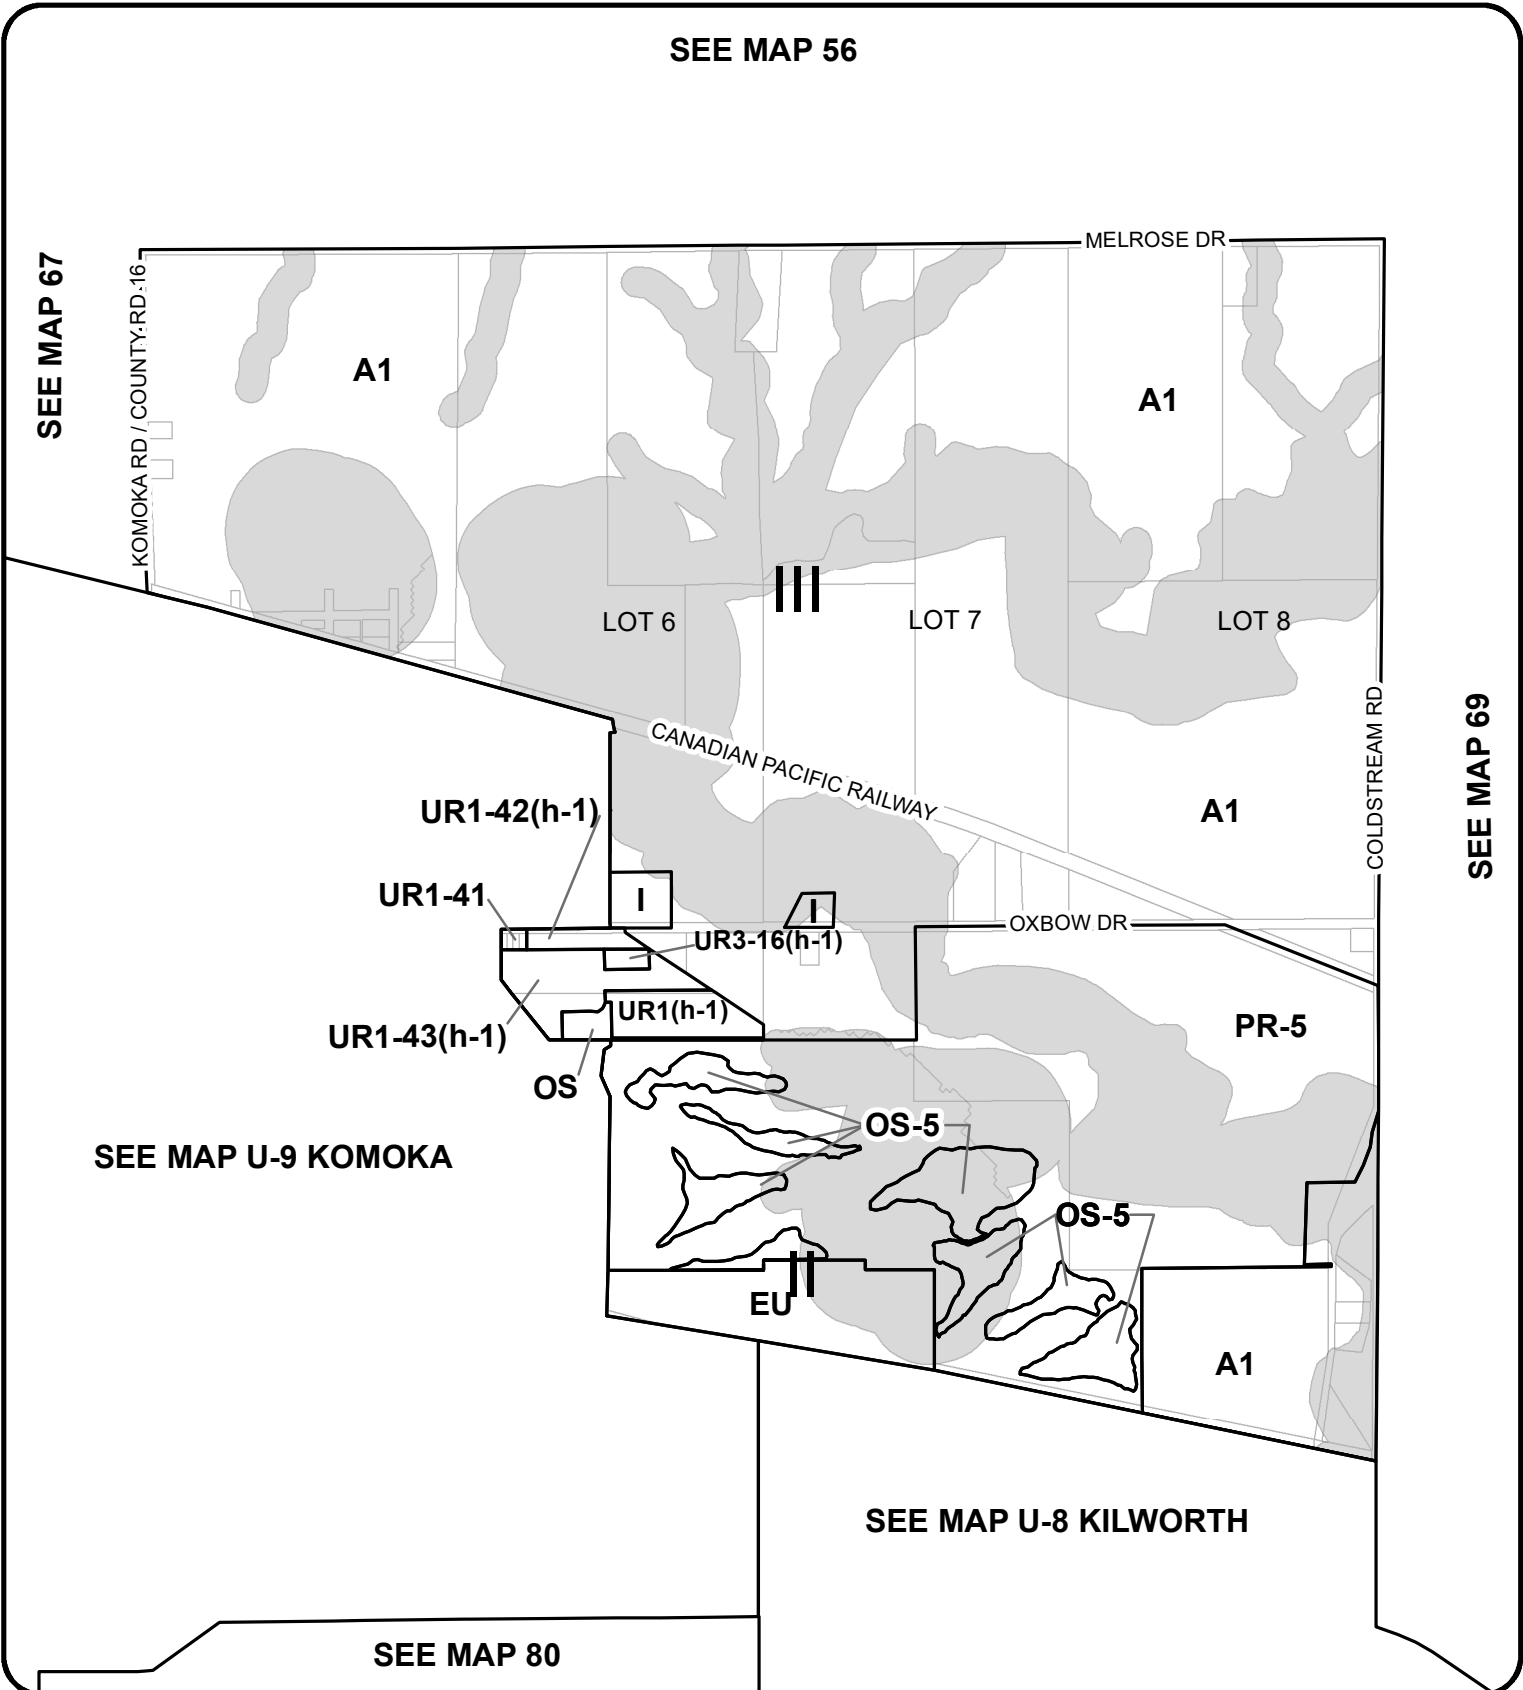 SEE MAP 56
MELROSE DR
SEE MAP 67
KOMOKA RD / COUNTY RD 16
A1
A1
III
LOT 6
LOT 7
LOT 8
CANADIAN PACIFIC RAILWAY
COLDSTREAM RD
SEE MAP 69
UR1-42(h-1)
A1
UR1-41
I
I
OXBOW DR
UR3-16(h-1)
UR1(h-1)
PR-5
UR1-43(h-1)
OS
OS-5
SEE MAP U-9 KOMOKA
OS-5
II
EU
A1
SEE MAP U-8 KILWORTH
SEE MAP 80